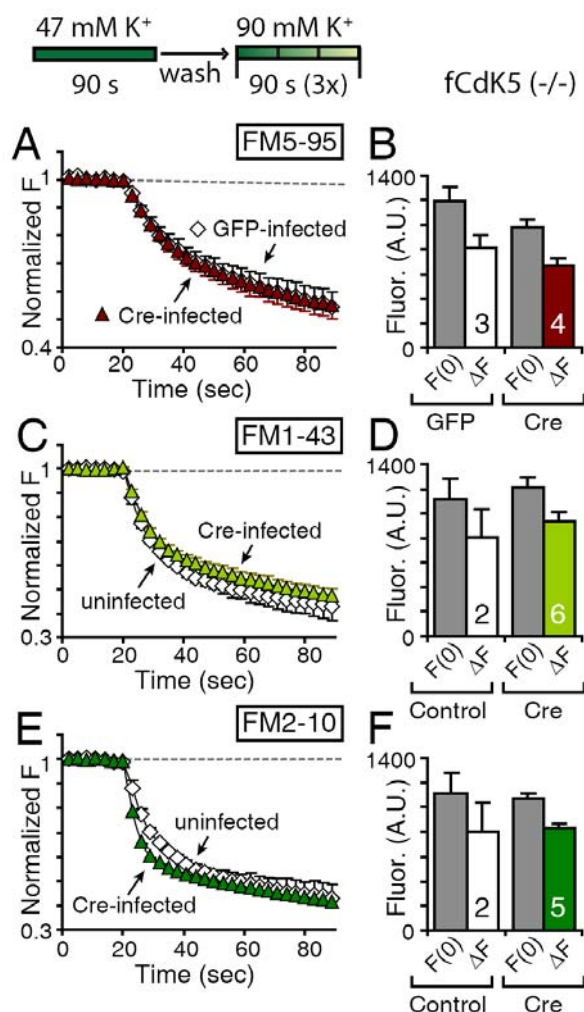 47 mM K⁺ 90 mM K⁺
wash
90 s 90 s (3x) fCdK5 (-/-)
A FM5-95 B
1 1400
Normalized F
GFP-infected
Cre-infected
Fluor. (A.U.)
3 4
0.4 0
0 20 40 60 80
Time (sec)
F(0) ΔF F(0) ΔF
GFP Cre
C FM1-43 D
1 1400
Normalized F
Cre-infected
uninfected
Fluor. (A.U.)
2 6
0.3 0
0 20 40 60 80
Time (sec)
F(0) ΔF F(0) ΔF
Control Cre
E FM2-10 F
1 1400
Normalized F
uninfected
Cre-infected
Fluor. (A.U.)
2 5
0.3 0
0 20 40 60 80
Time (sec)
F(0) ΔF F(0) ΔF
Control Cre